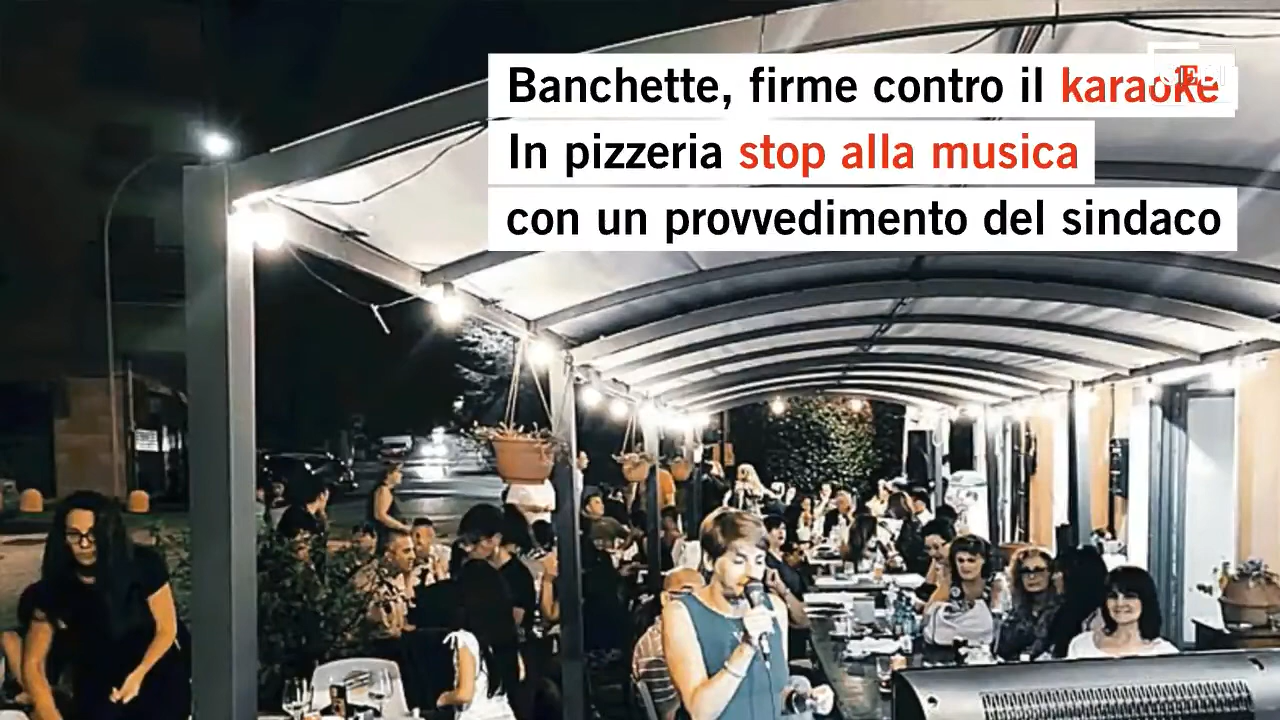 Banchette, firme contro il karaoke
In pizzeria stop alla musica
con un provvedimento del sindaco